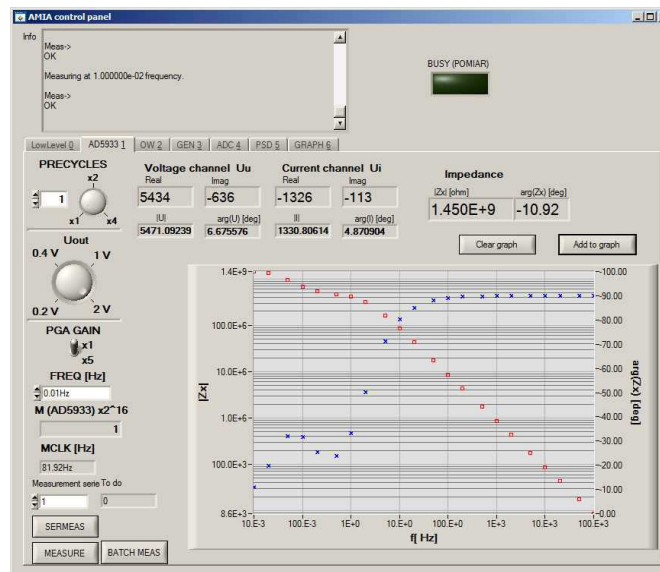 AMIA control panel
Info
Meas->
OK
Measuring at 1.000000e-02 frequency.
Meas->
OK
BUSY (POMIAR)
LowLevel 0 AD5933 1 OW 2 GEN 3 ADC 4 PSD 5 GRAPH 6
PRECYCLES
x2
1
x1 x4
Voltage channel Uu Current channel Ui Impedance
Real Imag Real Imag |Zx| [ohm] arg(Zx) [deg]
5434 -636 -1326 -113 1.450E+9 -10.92
|U| arg(U) [deg] |I| arg(I) [deg]
5471.09239 6.675576 1330.80614 4.870904
Clear graph Add to graph
Uout
0.4 V 1 V
0.2 V 2 V
PGA GAIN
x1
x5
FREQ [Hz]
0.01Hz
M (AD5933) x2^16
1
MCLK [Hz]
81.92Hz
Measurement serie To do
1 0
SERMEAS
MEASURE BATCH MEAS
|Zx|
1.4E+9
100.0E+6
10.0E+6
1.0E+6
100.0E+3
8.6E+3
10.E-3 100.E-3 1E+0 10.E+0 100.E+0 1E+3 10.E+3 100.E+3
f[ Hz]
-100.00
-90.00
-80.00
-70.00
-60.00
-50.00
-40.00
-30.00
-20.00
-10.00
-0.00
arg(Zx) [deg]